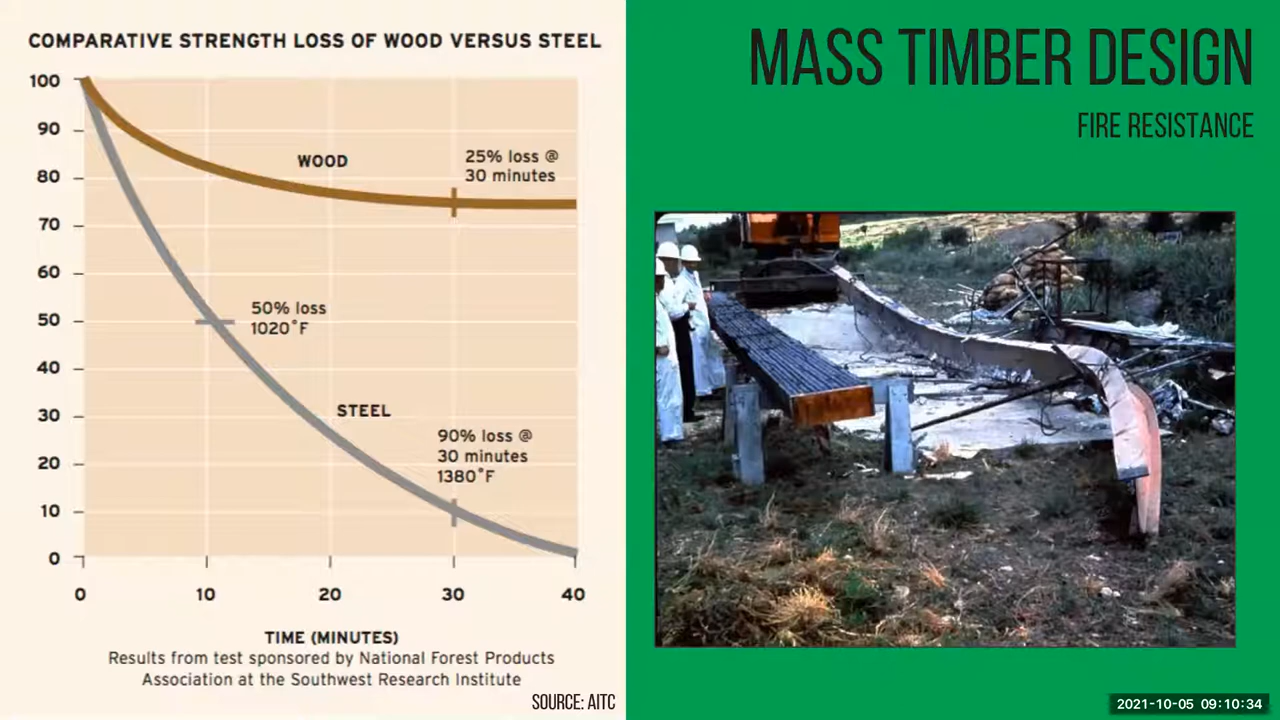 COMPARATIVE STRENGTH LOSS OF WOOD VERSUS STEEL
100
90
80
70
60
50
40
30
20
10
0
WOOD
25% loss @
30 minutes
50% loss
1020˚F
STEEL
90% loss @
30 minutes
1380˚F
0 10 20 30 40
TIME (MINUTES)
Results from test sponsored by National Forest Products
Association at the Southwest Research Institute
SOURCE: AITC
MASS TIMBER DESIGN
FIRE RESISTANCE
2021-10-05 09:10:34